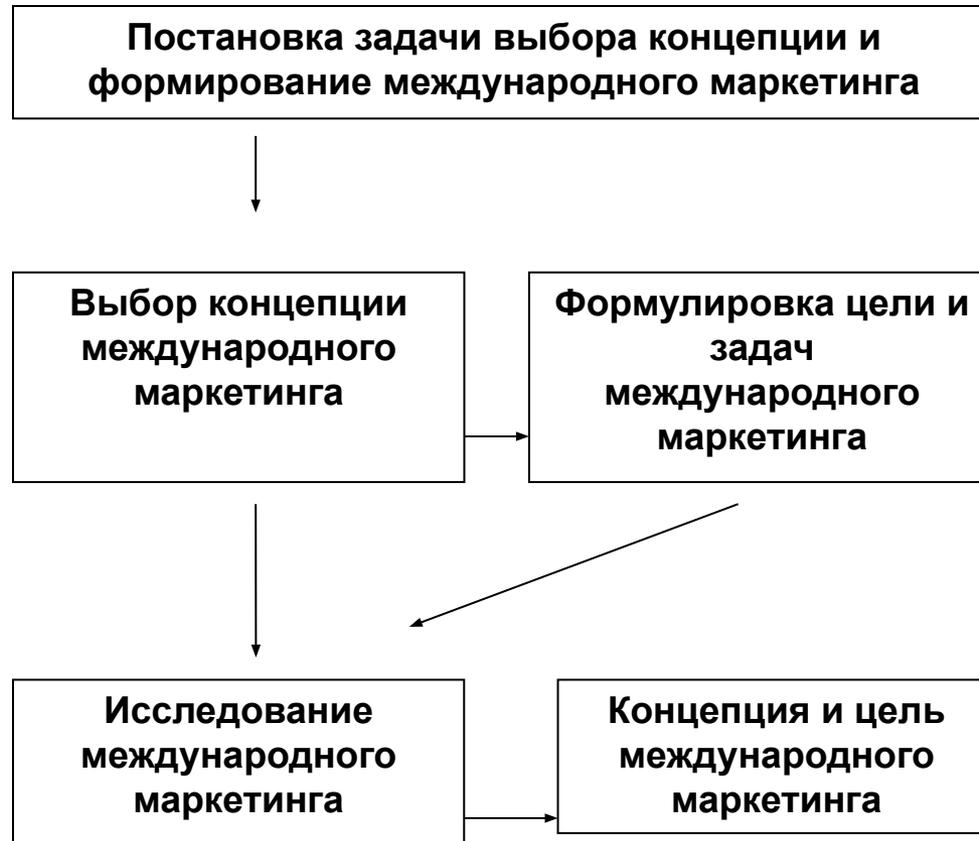 Постановка задачи выбора концепции и
формирование международного маркетинга
Выбор концепции
международного
маркетинга
Формулировка цели и
задач
международного
маркетинга
Исследование
международного
маркетинга
Концепция и цель
международного
маркетинга